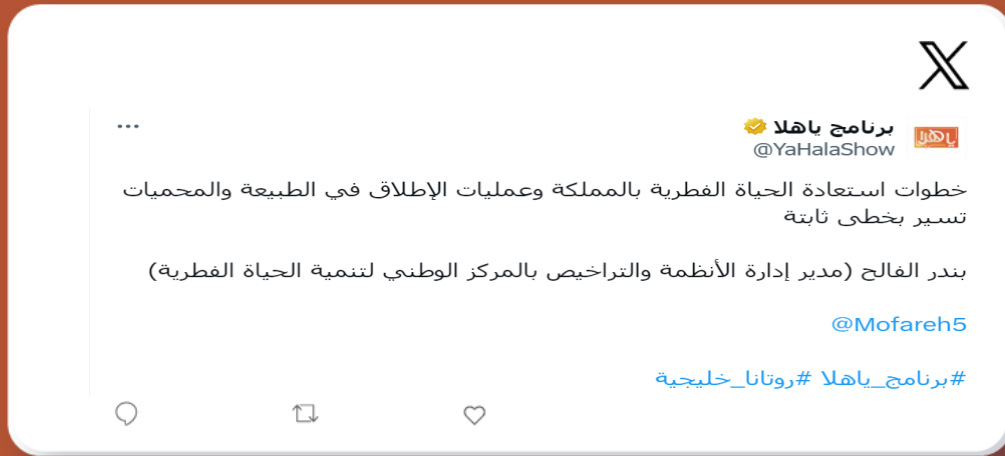 برنامج ياهلا
@YaHalaShow
ياهلا
خطوات استعادة الحياة الفطرية بالمملكة وعمليات الإطلاق في الطبيعة والمحميات
تسير بخطى ثابتة
بندر الفالح (مدير إدارة الأنظمة والتراخيص بالمركز الوطني لتنمية الحياة الفطرية)
@Mofareh5
#برنامج_ياهلا #روتانا_خليجية